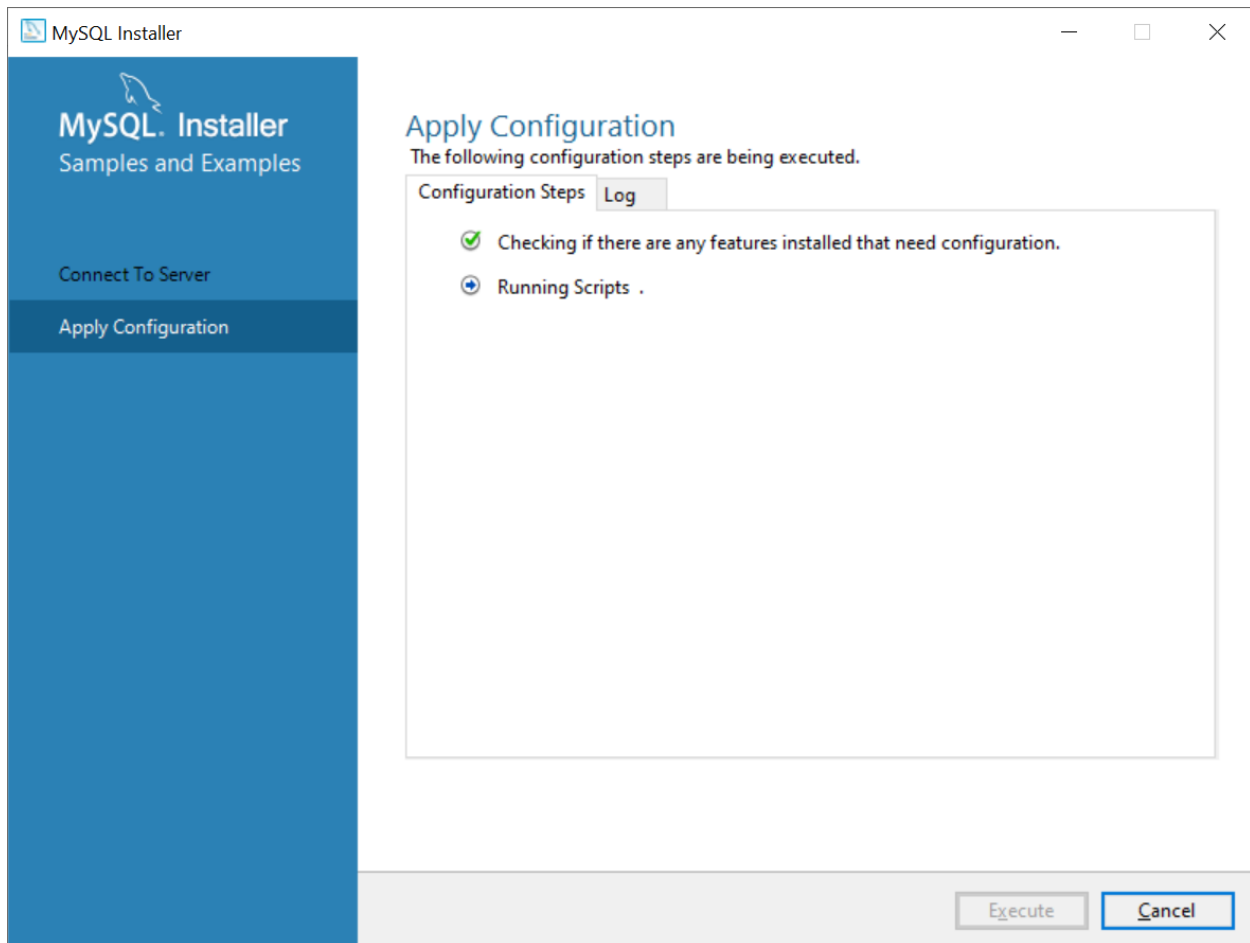 MySQL Installer
MySQL. Installer
Samples and Examples
Connect To Server
Apply Configuration
Apply Configuration
The following configuration steps are being executed.
Configuration Steps
Log
Checking if there are any features installed that need configuration.
Running Scripts .
Execute
Cancel